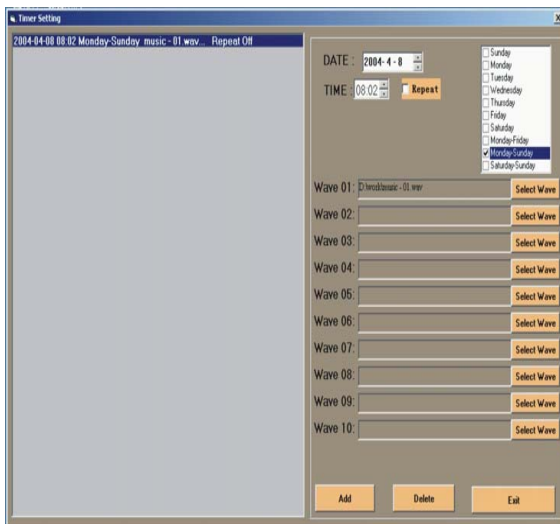 Timer Setting
2004-04-08 08:02 Monday-Sunday music - 01.wav... Repeat Off
DATE : 2004- 4 - 8
TIME : 08:02 Repeat
Sunday
Monday
Tuesday
Wednesday
Thursday
Friday
Saturday
Monday-Friday
Monday-Sunday
Saturday-Sunday
Wave 01: D:\work\music - 01.wav Select Wave
Wave 02: Select Wave
Wave 03: Select Wave
Wave 04: Select Wave
Wave 05: Select Wave
Wave 06: Select Wave
Wave 07: Select Wave
Wave 08: Select Wave
Wave 09: Select Wave
Wave 10: Select Wave
Add Delete Exit